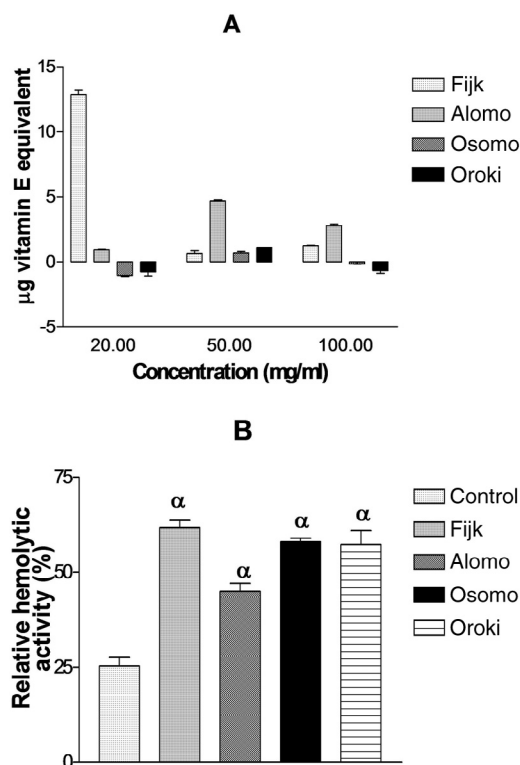 A
μg vitamin E equivalent
15
10
5
0
-5
20.00 50.00 100.00
Concentration (mg/ml)
Fijk
Alomo
Osomo
Oroki
B
Relative hemolytic
activity (%)
75
50
25
0
α α α α
Control
Fijk
Alomo
Osomo
Oroki